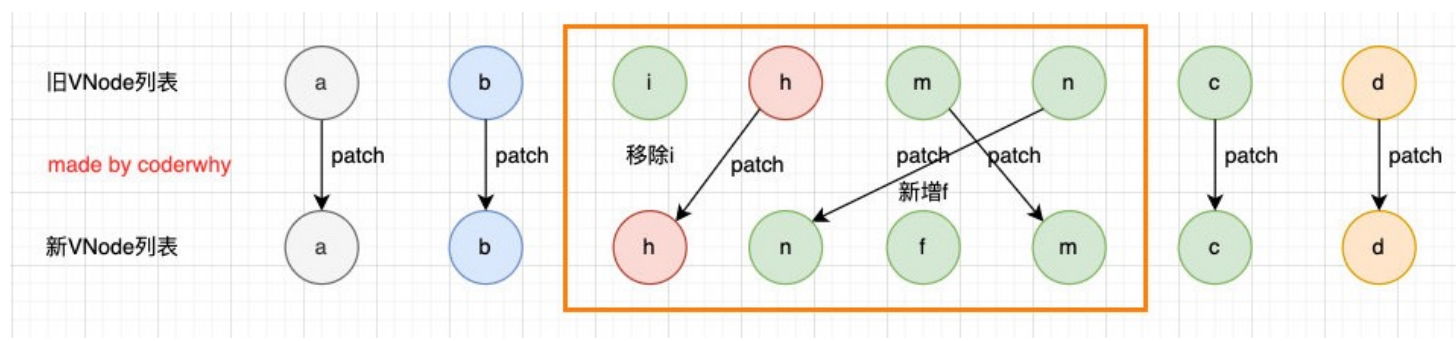 旧VNode列表 a b i h m n c d
made by coderwhy patch patch 移除i patch patch patch patch patch
新增f
新VNode列表 a b h n f m c d